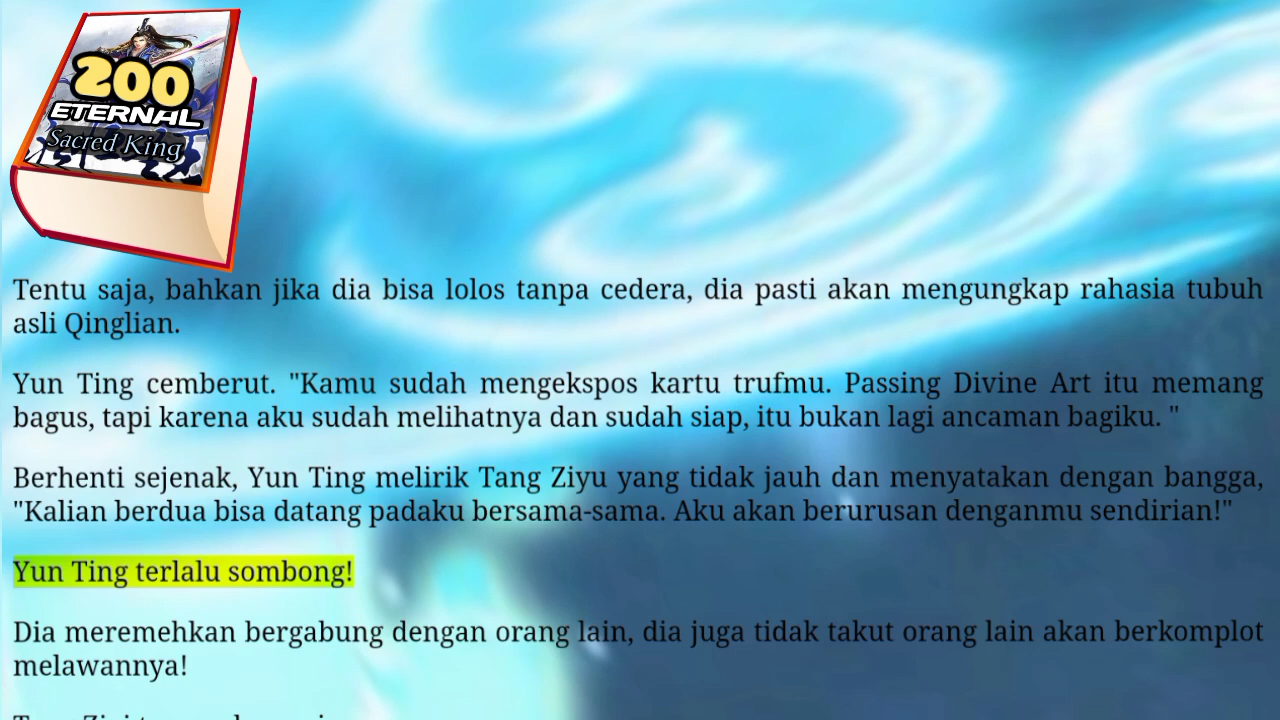 200
ETERNAL
Sacred King
Tentu saja, bahkan jika dia bisa lolos tanpa cedera, dia pasti akan mengungkap rahasia tubuh
asli Qinglian.
Yun Ting cemberut. "Kamu sudah mengekspos kartu trufmu. Passing Divine Art itu memang
bagus, tapi karena aku sudah melihatnya dan sudah siap, itu bukan lagi ancaman bagiku. "
Berhenti sejenak, Yun Ting melirik Tang Ziyu yang tidak jauh dan menyatakan dengan bangga,
"Kalian berdua bisa datang padaku bersama-sama. Aku akan berurusan denganmu sendirian!"
Yun Ting terlalu sombong!
Dia meremehkan bergabung dengan orang lain, dia juga tidak takut orang lain akan berkomplot
melawannya!